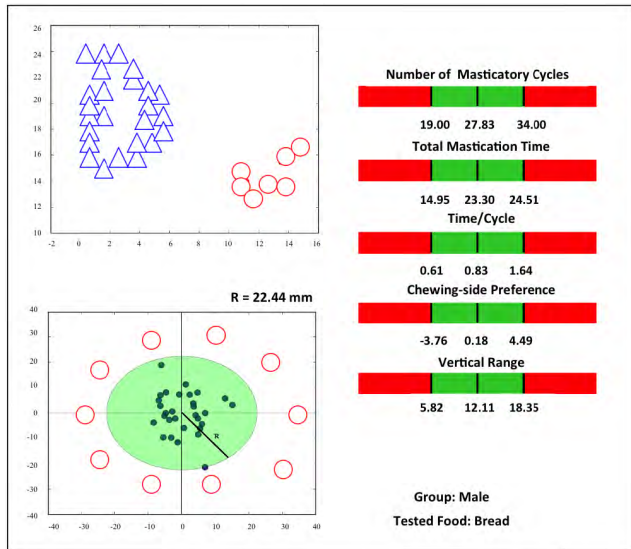 26
24
22
20
18
16
14
12
10
-2 0 2 4 6 8 10 12 14 16
Number of Masticatory Cycles
19.00 27.83 34.00
Total Mastication Time
14.95 23.30 24.51
Time/Cycle
0.61 0.83 1.64
Chewing-side Preference
-3.76 0.18 4.49
Vertical Range
5.82 12.11 18.35
R = 22.44 mm
40
30
20
10
0
-10
-20
-30
-40
R
-40 -30 -20 -10 0 10 20 30 40
Group: Male
Tested Food: Bread